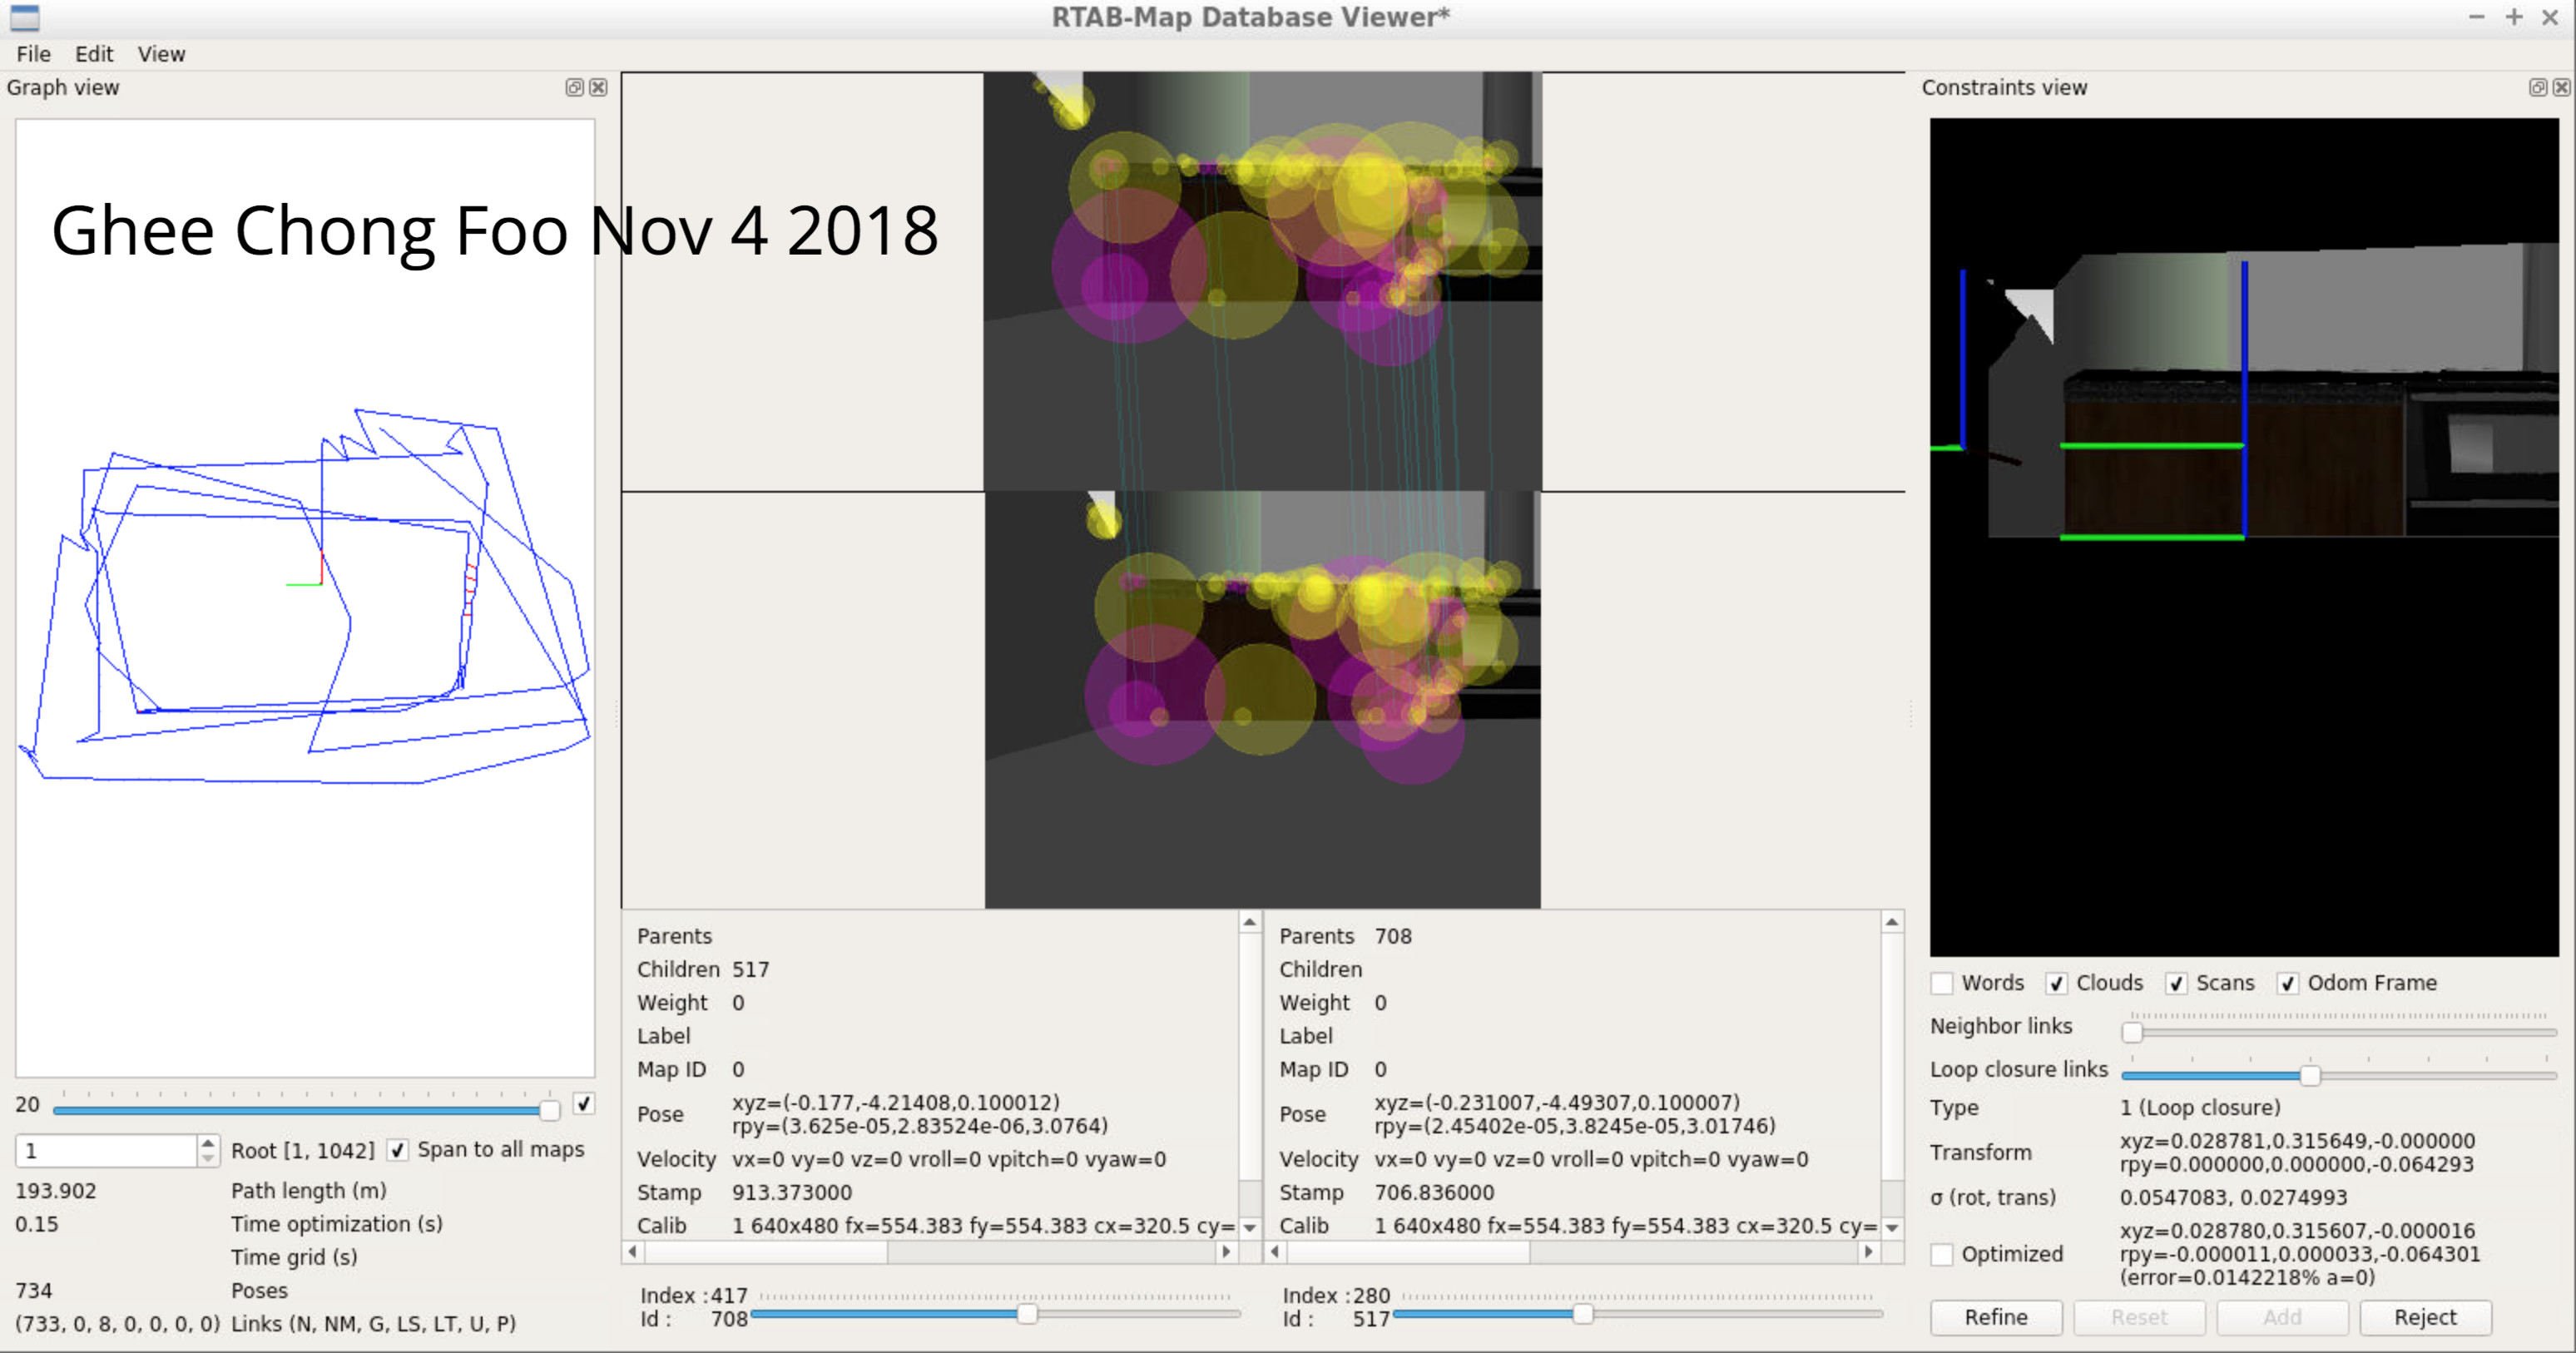 RTAB-Map Database Viewer*
File Edit View
Graph view
Ghee Chong Foo Nov 4 2018
20
1 Root [1, 1042] Span to all maps
193.902 Path length (m)
0.15 Time optimization (s)
Time grid (s)
734 Poses
(733, 0, 8, 0, 0, 0, 0) Links (N, NM, G, LS, LT, U, P)
Parents
Children 517
Weight 0
Label
Map ID 0
Pose xyz=(-0.177,-4.21408,0.100012)
rpy=(3.625e-05,2.83524e-06,3.0764)
Velocity vx=0 vy=0 vz=0 vroll=0 vpitch=0 vyaw=0
Stamp 913.373000
Calib 1 640x480 fx=554.383 fy=554.383 cx=320.5 cy=
Index : 417
Id : 708
Parents 708
Children
Weight 0
Label
Map ID 0
Pose xyz=(-0.231007,-4.49307,0.100007)
rpy=(2.45402e-05,3.8245e-05,3.01746)
Velocity vx=0 vy=0 vz=0 vroll=0 vpitch=0 vyaw=0
Stamp 706.836000
Calib 1 640x480 fx=554.383 fy=554.383 cx=320.5 cy=
Index : 280
Id : 517
Constraints view
Words Clouds Scans Odom Frame
Neighbor links
Loop closure links
Type 1 (Loop closure)
Transform xyz=0.028781,0.315649,-0.000000
rpy=0.000000,0.000000,-0.064293
σ (rot, trans) 0.0547083, 0.0274993
Optimized xyz=0.028780,0.315607,-0.000016
rpy=-0.000011,0.000033,-0.064301
(error=0.0142218% a=0)
Refine Reset Add Reject